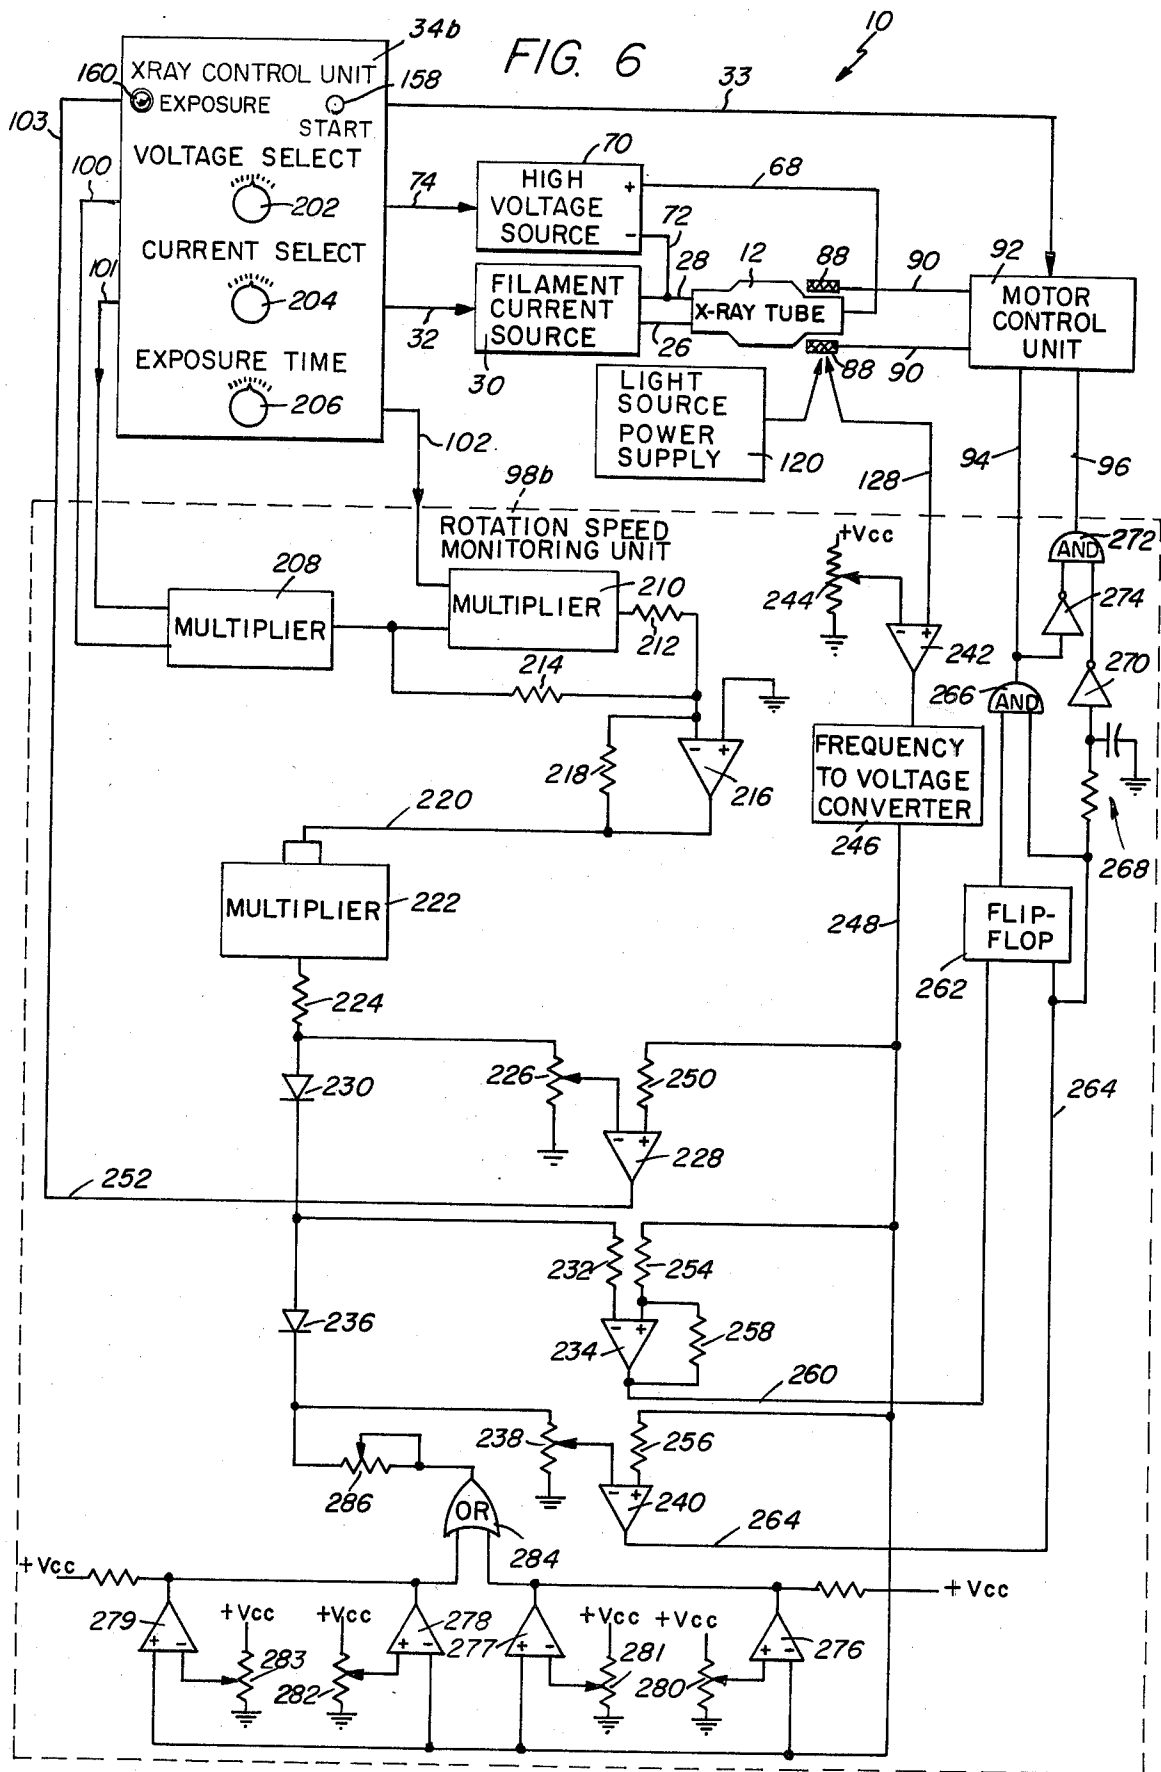 FIG. 6
10
34b
XRAY CONTROL UNIT
160
EXPOSURE
158
START
103
33
VOLTAGE SELECT
100
202
74
70
HIGH
VOLTAGE
SOURCE
+
-
68
72
CURRENT SELECT
101
204
32
FILAMENT
CURRENT
SOURCE
30
28
26
12
X-RAY TUBE
88
90
88
90
92
MOTOR
CONTROL
UNIT
EXPOSURE TIME
206
102
LIGHT
SOURCE
POWER
SUPPLY
120
128
94
96
98b
ROTATION SPEED
MONITORING UNIT
208
MULTIPLIER
210
MULTIPLIER
212
214
+Vcc
244
- +
242
AND
272
274
270
266
AND
218
- +
216
FREQUENCY
TO VOLTAGE
CONVERTER
246
268
220
MULTIPLIER
222
248
FLIP-
FLOP
262
224
230
226
250
264
- +
228
252
232
254
236
- +
234
258
260
238
256
286
- +
240
OR
284
264
+Vcc
+Vcc
279
+ -
+Vcc
283
+Vcc
282
+ -
278
277
+ -
+Vcc
281
+Vcc
280
+ -
276